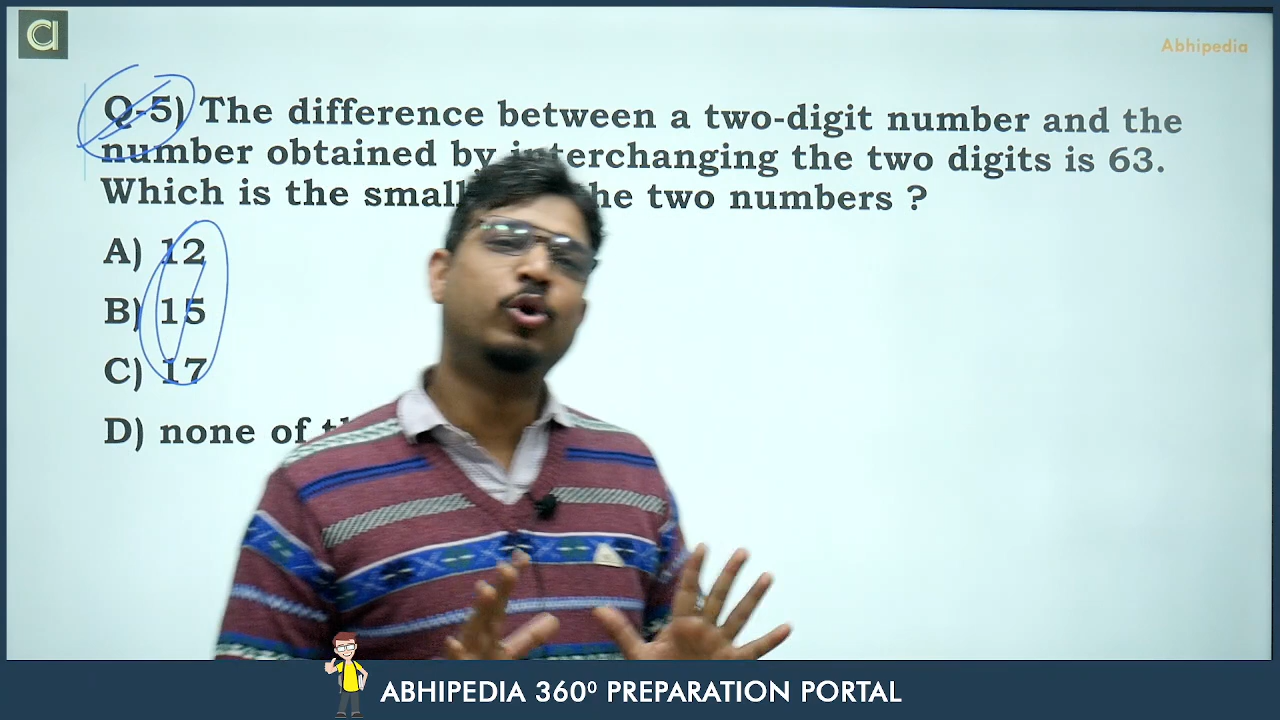 Abhipedia
Q-5) The difference between a two-digit number and the
number obtained by interchanging the two digits is 63.
Which is the the two numbers ?
A) 12
B) 15
C) 17
D) none of
ABHIPEDIA 360⁰ PREPARATION PORTAL